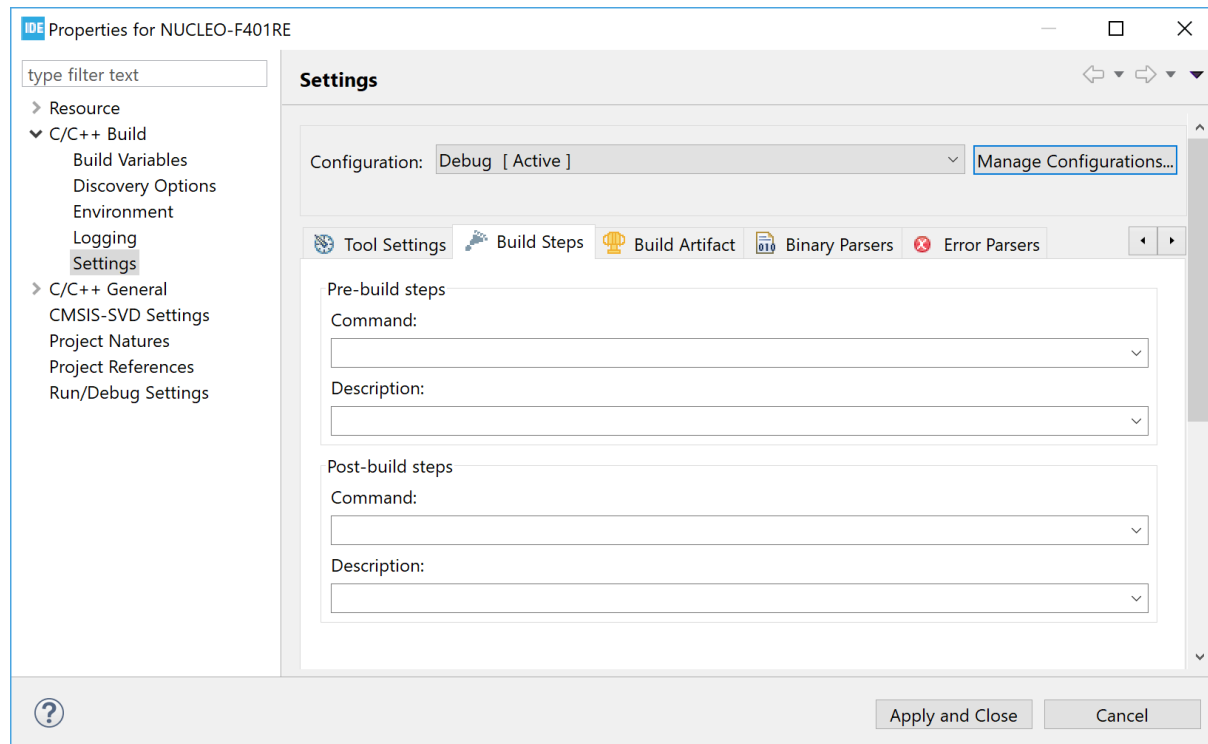 IDE Properties for NUCLEO-F401RE
type filter text
Resource
C/C++ Build
Build Variables
Discovery Options
Environment
Logging
Settings
C/C++ General
CMSIS-SVD Settings
Project Natures
Project References
Run/Debug Settings
Settings
Configuration: Debug [ Active ] Manage Configurations...
Tool Settings Build Steps Build Artifact 010 Binary Parsers Error Parsers
Pre-build steps
Command:
Description:
Post-build steps
Command:
Description:
? Apply and Close Cancel